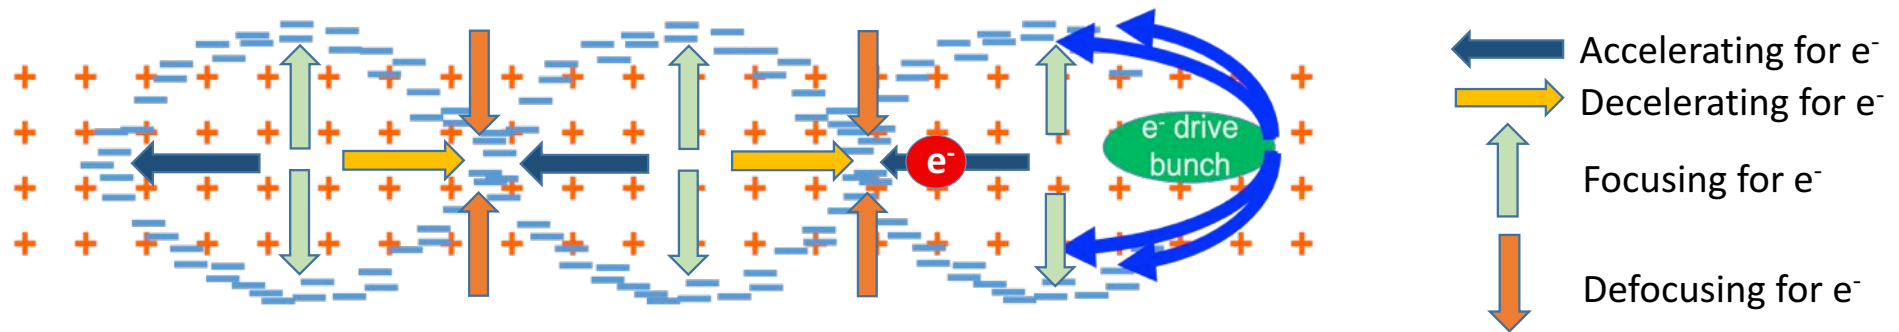 e⁻ drive
bunch
e⁻
Accelerating for e⁻
Decelerating for e⁻
Focusing for e⁻
Defocusing for e⁻